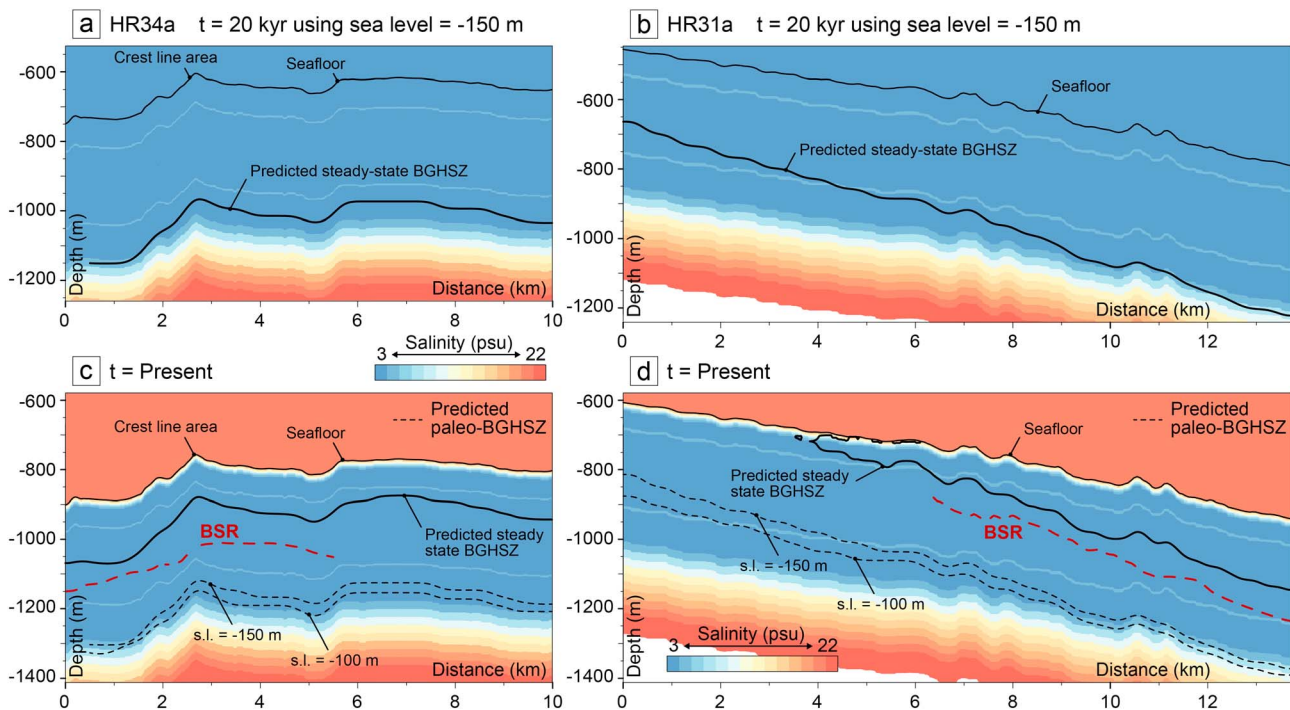 a HR34a t = 20 kyr using sea level = -150 m
Crest line area
Seafloor
Predicted steady-state BGHSZ
-600
-800
-1000
-1200
Depth (m)
Distance (km)
0 2 4 6 8 10
b HR31a t = 20 kyr using sea level = -150 m
Seafloor
Predicted steady-state BGHSZ
-600
-800
-1000
-1200
Depth (m)
Distance (km)
0 2 4 6 8 10 12
Salinity (psu)
3 22
c t = Present
Crest line area
Seafloor
Predicted
paleo-BGHSZ
BSR
Predicted steady
state BGHSZ
s.l. = -150 m
s.l. = -100 m
-600
-800
-1000
-1200
-1400
Depth (m)
Distance (km)
0 2 4 6 8 10
d t = Present
Predicted
paleo-BGHSZ
Seafloor
Predicted steady
state BGHSZ
BSR
s.l. = -150 m
s.l. = -100 m
3 Salinity (psu) 22
-600
-800
-1000
-1200
-1400
Depth (m)
Distance (km)
0 2 4 6 8 10 12